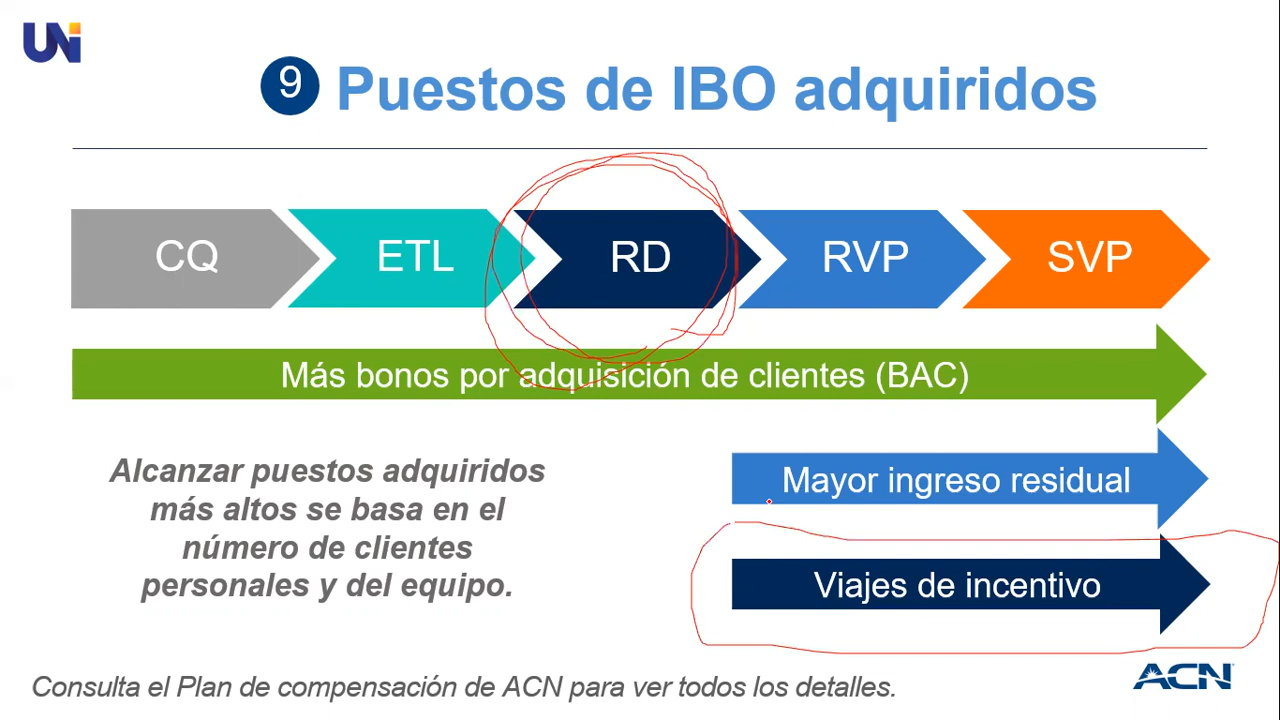 UNi
9 Puestos de IBO adquiridos
CQ ETL RD RVP SVP
Más bonos por adquisición de clientes (BAC)
Alcanzar puestos adquiridos
más altos se basa en el
número de clientes
personales y del equipo.
Mayor ingreso residual
Viajes de incentivo
ACN
Consulta el Plan de compensación de ACN para ver todos los detalles.